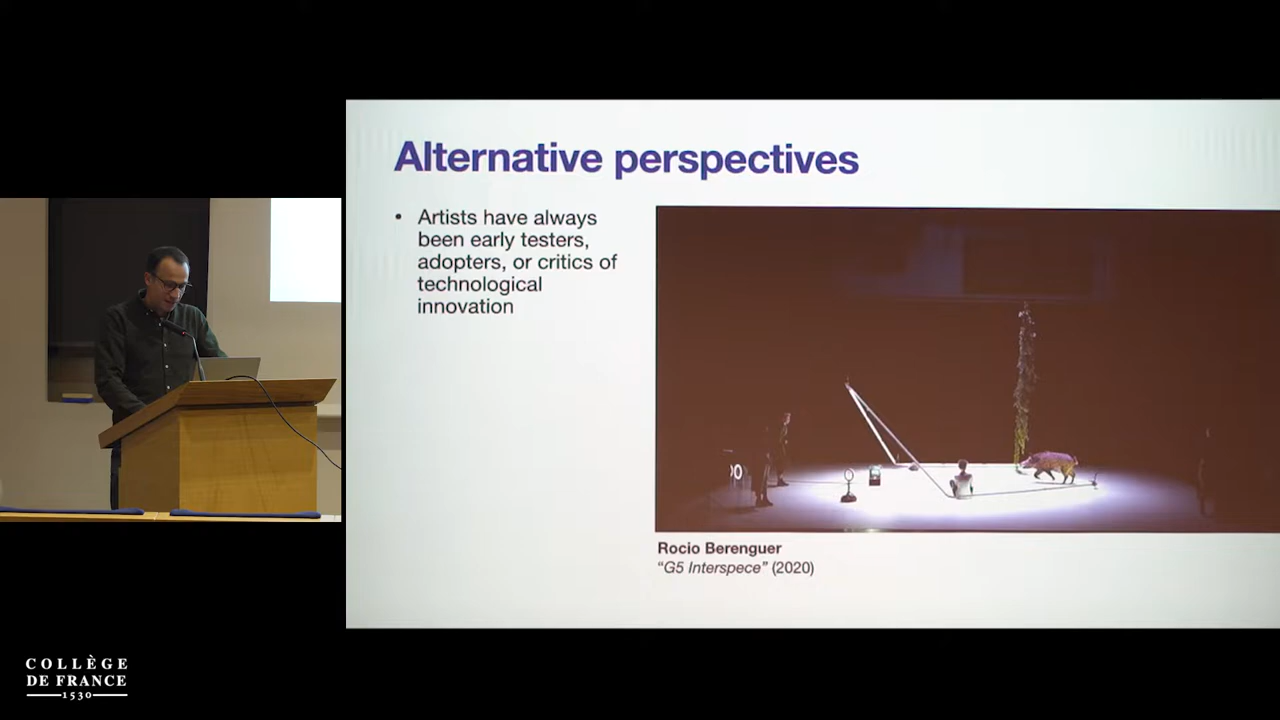 Alternative perspectives
• Artists have always
been early testers,
adopters, or critics of
technological
innovation
Rocio Berenguer
“G5 Interspece” (2020)
COLLÈGE
DE FRANCE
1530